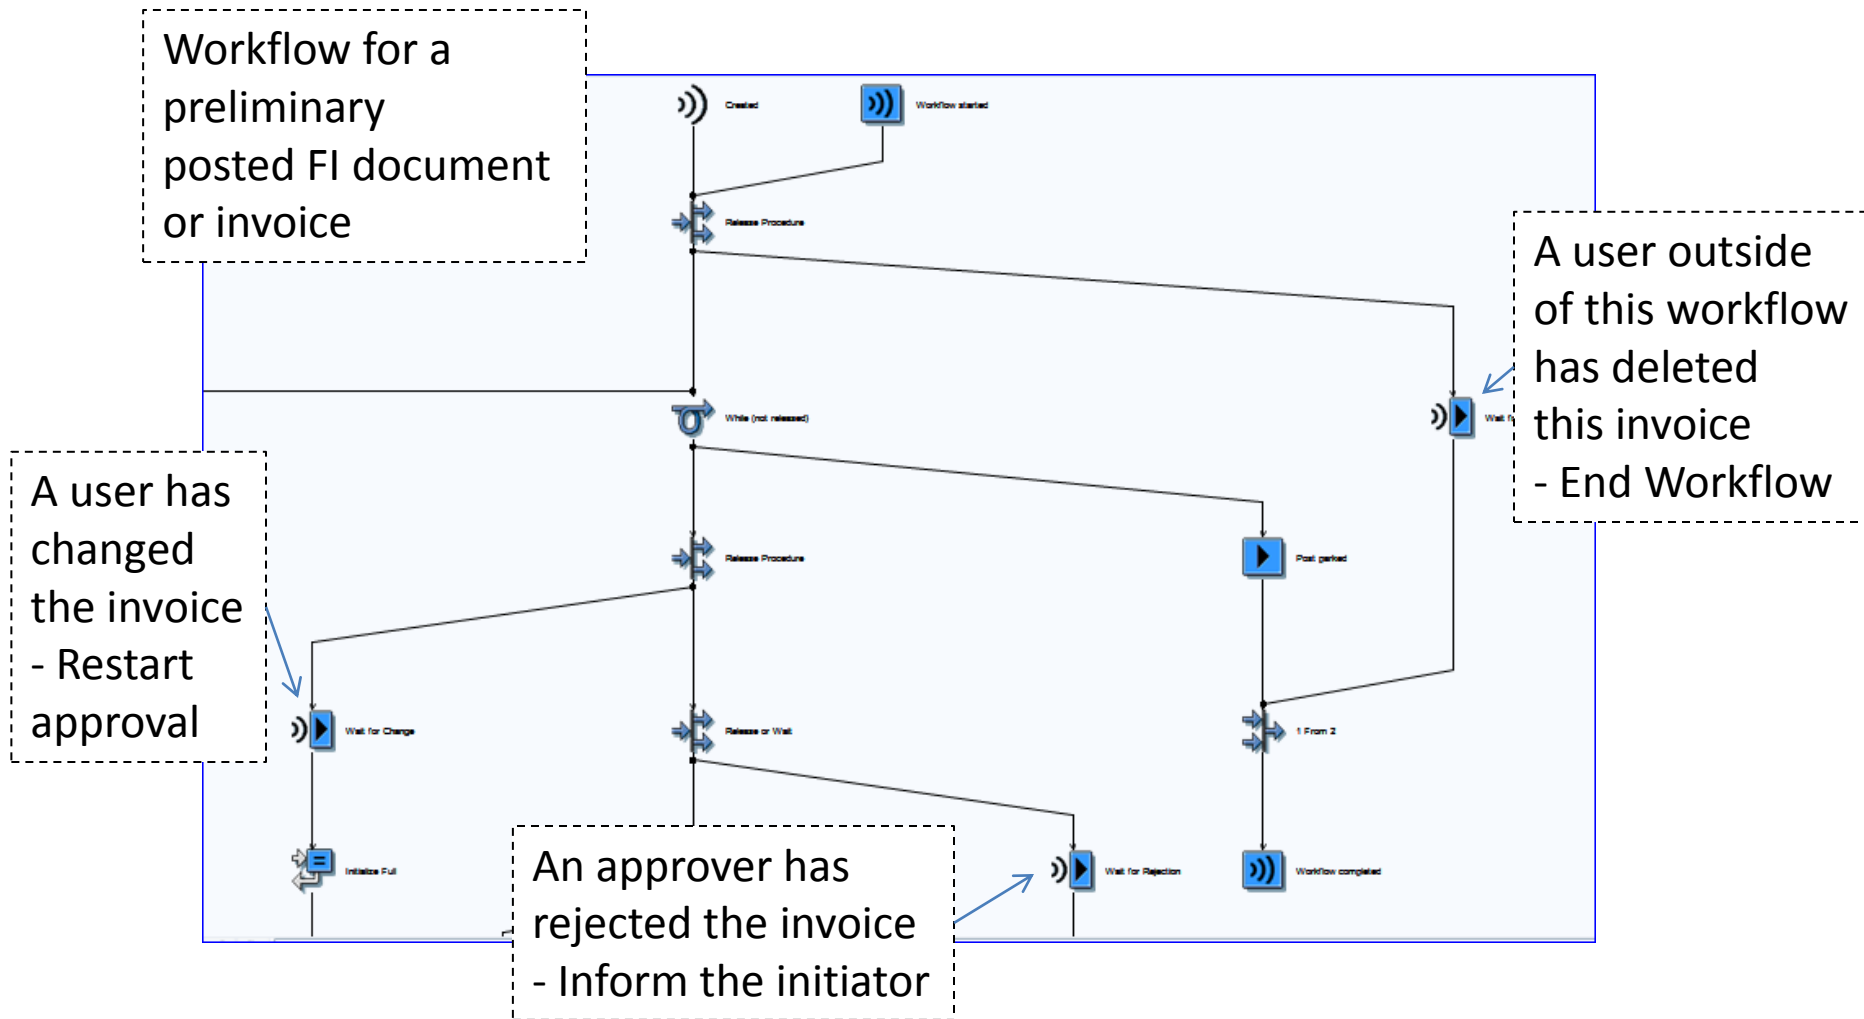 Workflow for a
preliminary
posted FI document
or invoice
Created
Workflow started
Release Procedure
A user outside
of this workflow
has deleted
this invoice
- End Workflow
While (not released)
Wait
A user has
changed
the invoice
- Restart
approval
Release Procedure
Post parked
Wait for Change
Release or Wait
1 From 2
Initialize Full
An approver has
rejected the invoice
- Inform the initiator
Wait for Rejection
Workflow completed